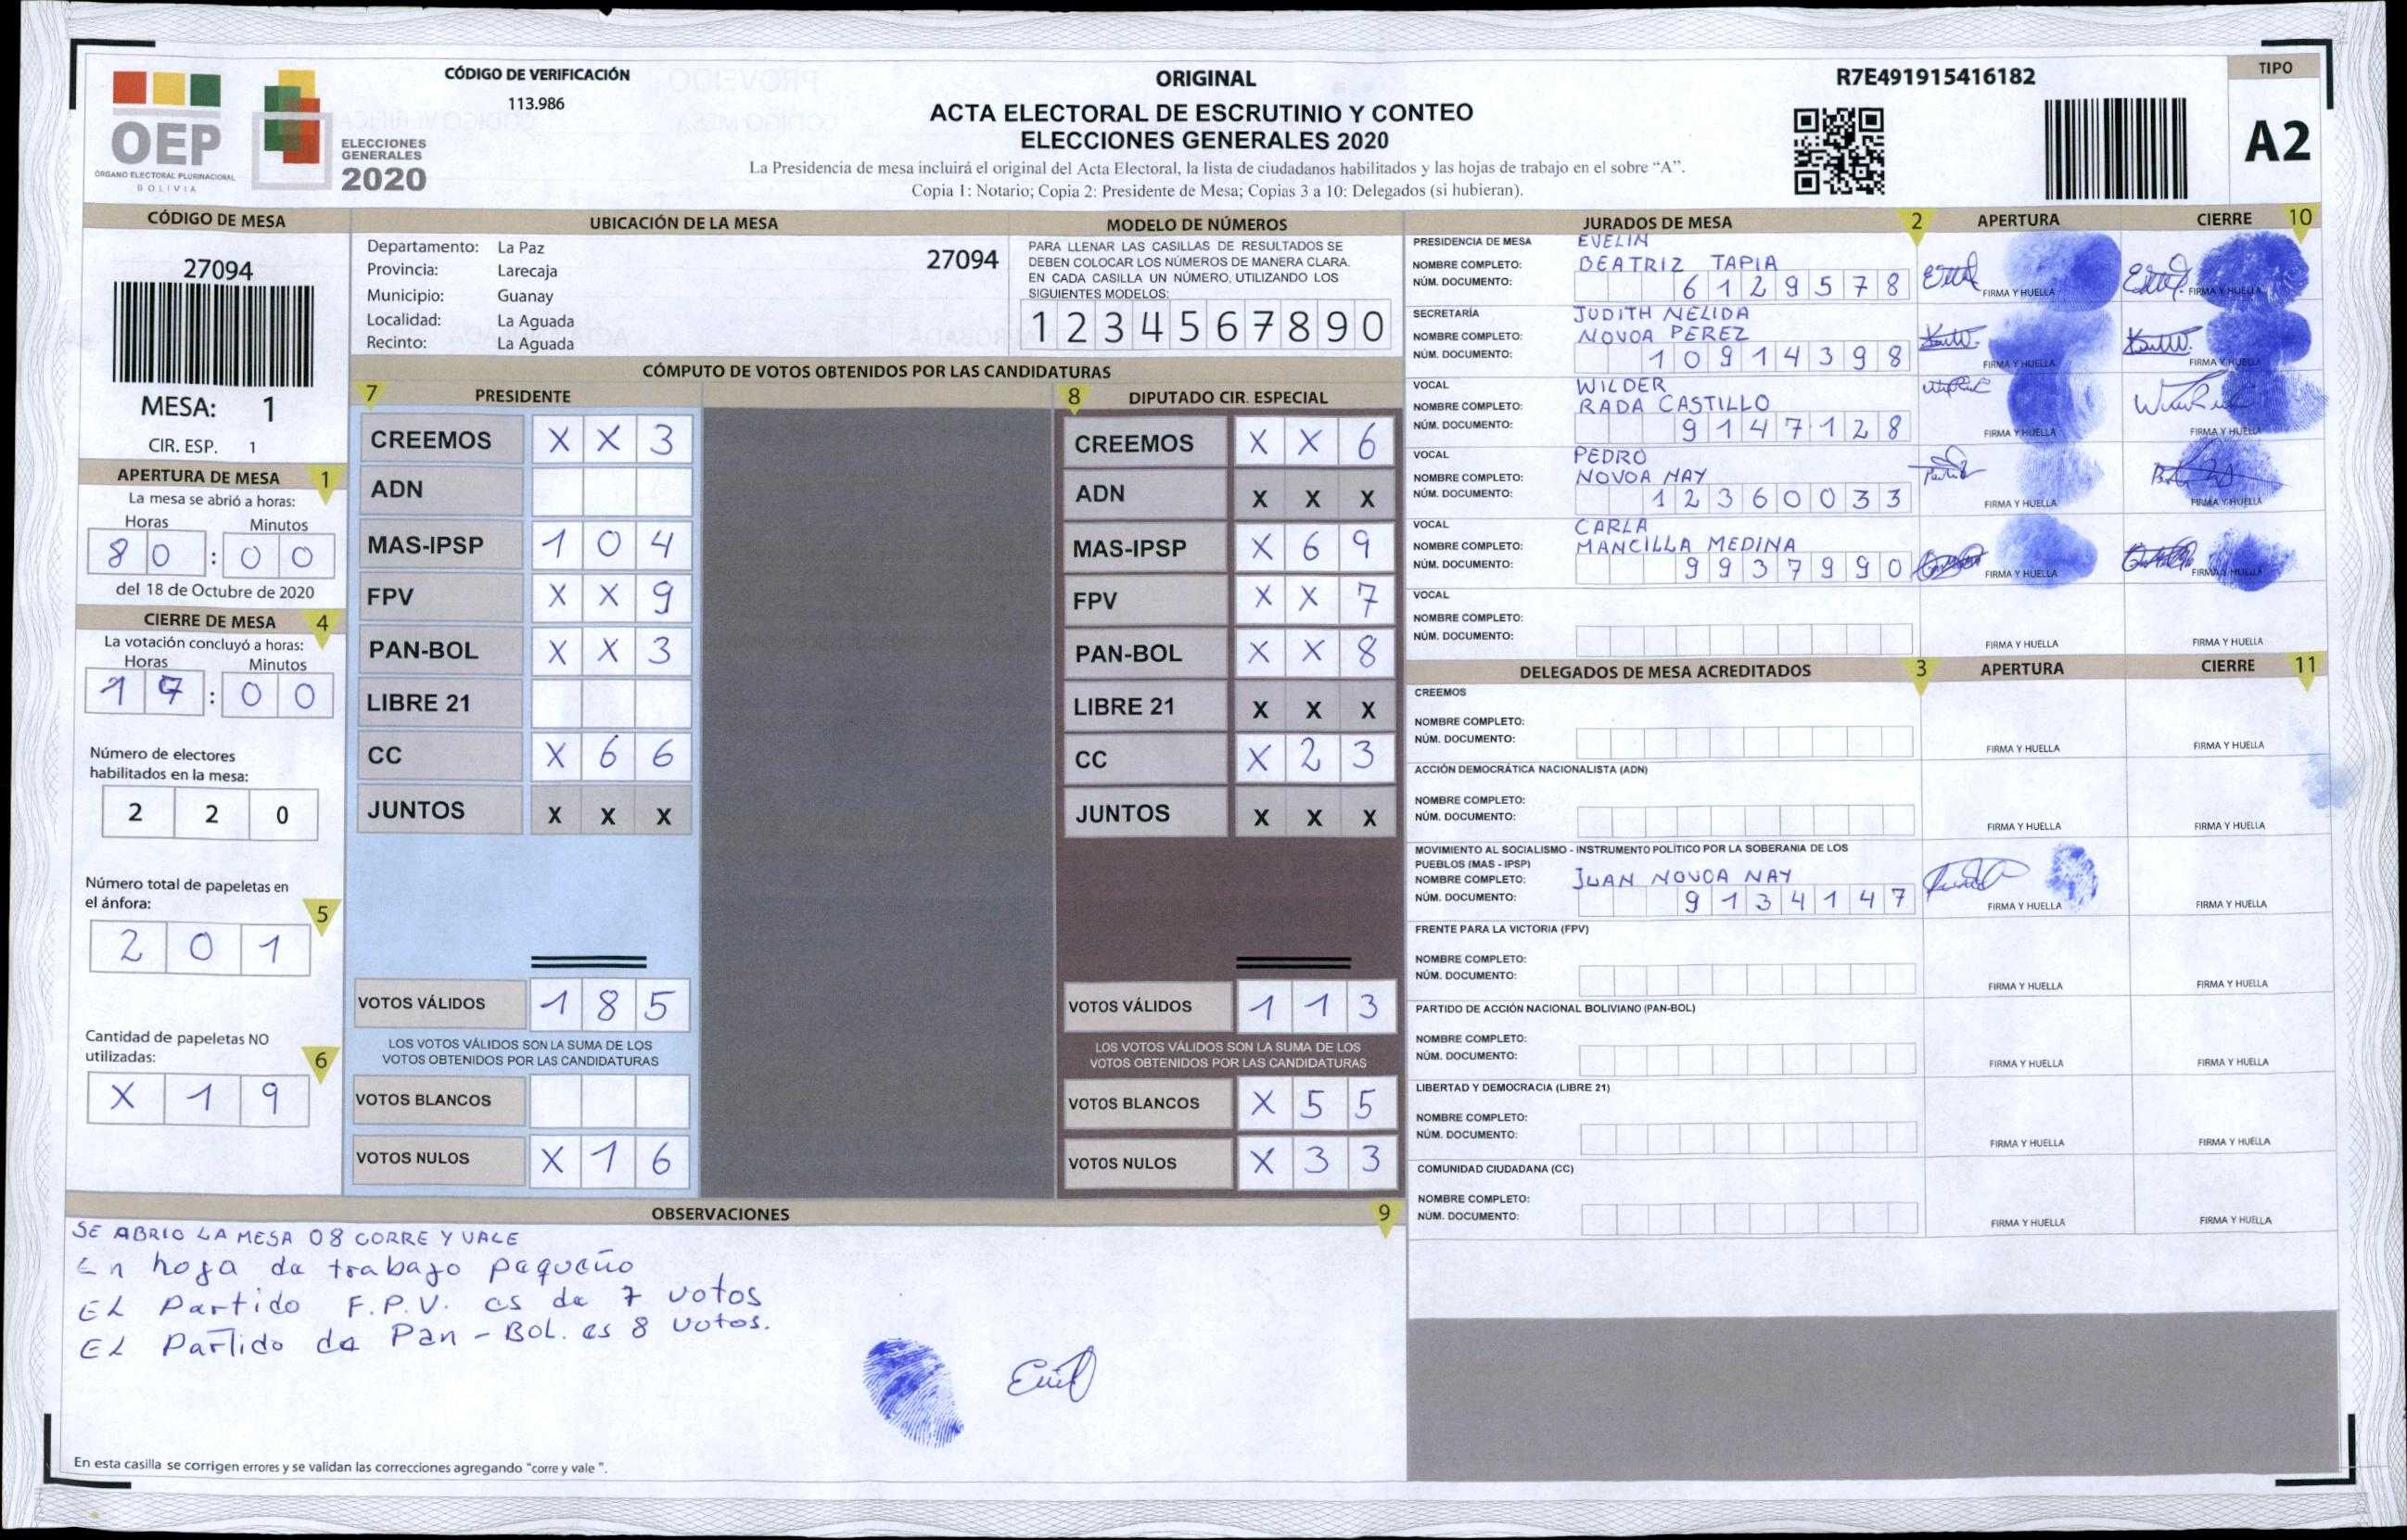 CÓDIGO DE VERIFICACIÓN
113.986
OEP
ÓRGANO ELECTORAL PLURINACIONAL
BOLIVIA
ELECCIONES
GENERALES
2020
ORIGINAL
ACTA ELECTORAL DE ESCRUTINIO Y CONTEO
ELECCIONES GENERALES 2020
La Presidencia de mesa incluirá el original del Acta Electoral, la lista de ciudadanos habilitados y las hojas de trabajo en el sobre “A”.
Copia 1: Notario; Copia 2: Presidente de Mesa; Copias 3 a 10: Delegados (si hubieran).
R7E491915416182
TIPO
A2
CÓDIGO DE MESA
27094
MESA: 1
CIR. ESP. 1
APERTURA DE MESA 1
La mesa se abrió a horas:
Horas Minutos
8 0 : 0 0
del 18 de Octubre de 2020
CIERRE DE MESA 4
La votación concluyó a horas:
Horas Minutos
1 7 : 0 0
Número de electores
habilitados en la mesa:
2 2 0
Número total de papeletas en
el ánfora: 5
2 0 1
Cantidad de papeletas NO
utilizadas: 6
X 1 9
UBICACIÓN DE LA MESA
Departamento: La Paz 27094
Provincia: Larecaja
Municipio: Guanay
Localidad: La Aguada
Recinto: La Aguada
MODELO DE NÚMEROS
PARA LLENAR LAS CASILLAS DE RESULTADOS SE
DEBEN COLOCAR LOS NÚMEROS DE MANERA CLARA.
EN CADA CASILLA UN NÚMERO, UTILIZANDO LOS
SIGUIENTES MODELOS:
1 2 3 4 5 6 7 8 9 0
CÓMPUTO DE VOTOS OBTENIDOS POR LAS CANDIDATURAS
7 PRESIDENTE
CREEMOS X X 3
ADN
MAS-IPSP 1 0 4
FPV X X 9
PAN-BOL X X 3
LIBRE 21
CC X 6 6
JUNTOS X X X
VOTOS VÁLIDOS 1 8 5
LOS VOTOS VÁLIDOS SON LA SUMA DE LOS
VOTOS OBTENIDOS POR LAS CANDIDATURAS
VOTOS BLANCOS
VOTOS NULOS X 1 6
8 DIPUTADO CIR. ESPECIAL
CREEMOS X X 6
ADN X X X
MAS-IPSP X 6 9
FPV X X 7
PAN-BOL X X 8
LIBRE 21 X X X
CC X 2 3
JUNTOS X X X
VOTOS VÁLIDOS 1 1 3
LOS VOTOS VÁLIDOS SON LA SUMA DE LOS
VOTOS OBTENIDOS POR LAS CANDIDATURAS
VOTOS BLANCOS X 5 5
VOTOS NULOS X 3 3
JURADOS DE MESA 2 APERTURA CIERRE 10
PRESIDENCIA DE MESA EVELIN
NOMBRE COMPLETO: BEATRIZ TAPIA
NÚM. DOCUMENTO: 6 1 2 9 5 7 8 FIRMA Y HUELLA FIRMA Y HUELLA
SECRETARÍA JUDITH NELIDA
NOMBRE COMPLETO: NOVOA PEREZ
NÚM. DOCUMENTO: 1 0 9 1 4 3 9 8 FIRMA Y HUELLA FIRMA Y HUELLA
VOCAL WILDER
NOMBRE COMPLETO: RADA CASTILLO
NÚM. DOCUMENTO: 9 1 4 7 1 2 8 FIRMA Y HUELLA FIRMA Y HUELLA
VOCAL PEDRO
NOMBRE COMPLETO: NOVOA NAY
NÚM. DOCUMENTO: 1 2 3 6 0 0 3 3 FIRMA Y HUELLA FIRMA Y HUELLA
VOCAL CARLA
NOMBRE COMPLETO: MANCILLA MEDINA
NÚM. DOCUMENTO: 9 9 3 7 9 9 0 FIRMA Y HUELLA FIRMA Y HUELLA
VOCAL
NOMBRE COMPLETO:
NÚM. DOCUMENTO: FIRMA Y HUELLA FIRMA Y HUELLA
DELEGADOS DE MESA ACREDITADOS 3 APERTURA CIERRE 11
CREEMOS
NOMBRE COMPLETO:
NÚM. DOCUMENTO: FIRMA Y HUELLA FIRMA Y HUELLA
ACCIÓN DEMOCRÁTICA NACIONALISTA (ADN)
NOMBRE COMPLETO:
NÚM. DOCUMENTO: FIRMA Y HUELLA FIRMA Y HUELLA
MOVIMIENTO AL SOCIALISMO - INSTRUMENTO POLÍTICO POR LA SOBERANIA DE LOS
PUEBLOS (MAS - IPSP)
NOMBRE COMPLETO: JUAN NOVOA NAY
NÚM. DOCUMENTO: 9 1 3 4 1 4 7 FIRMA Y HUELLA FIRMA Y HUELLA
FRENTE PARA LA VICTORIA (FPV)
NOMBRE COMPLETO:
NÚM. DOCUMENTO: FIRMA Y HUELLA FIRMA Y HUELLA
PARTIDO DE ACCIÓN NACIONAL BOLIVIANO (PAN-BOL)
NOMBRE COMPLETO:
NÚM. DOCUMENTO: FIRMA Y HUELLA FIRMA Y HUELLA
LIBERTAD Y DEMOCRACIA (LIBRE 21)
NOMBRE COMPLETO:
NÚM. DOCUMENTO: FIRMA Y HUELLA FIRMA Y HUELLA
COMUNIDAD CIUDADANA (CC)
NOMBRE COMPLETO:
NÚM. DOCUMENTO: FIRMA Y HUELLA FIRMA Y HUELLA
OBSERVACIONES 9
SE ABRIO LA MESA 08 CORRE Y VALE
En hoja de trabajo pequeño
EL Partido F.P.V. es de 7 votos
EL Partido de Pan - BOL. es 8 votos.
En esta casilla se corrigen errores y se validan las correcciones agregando "corre y vale ".